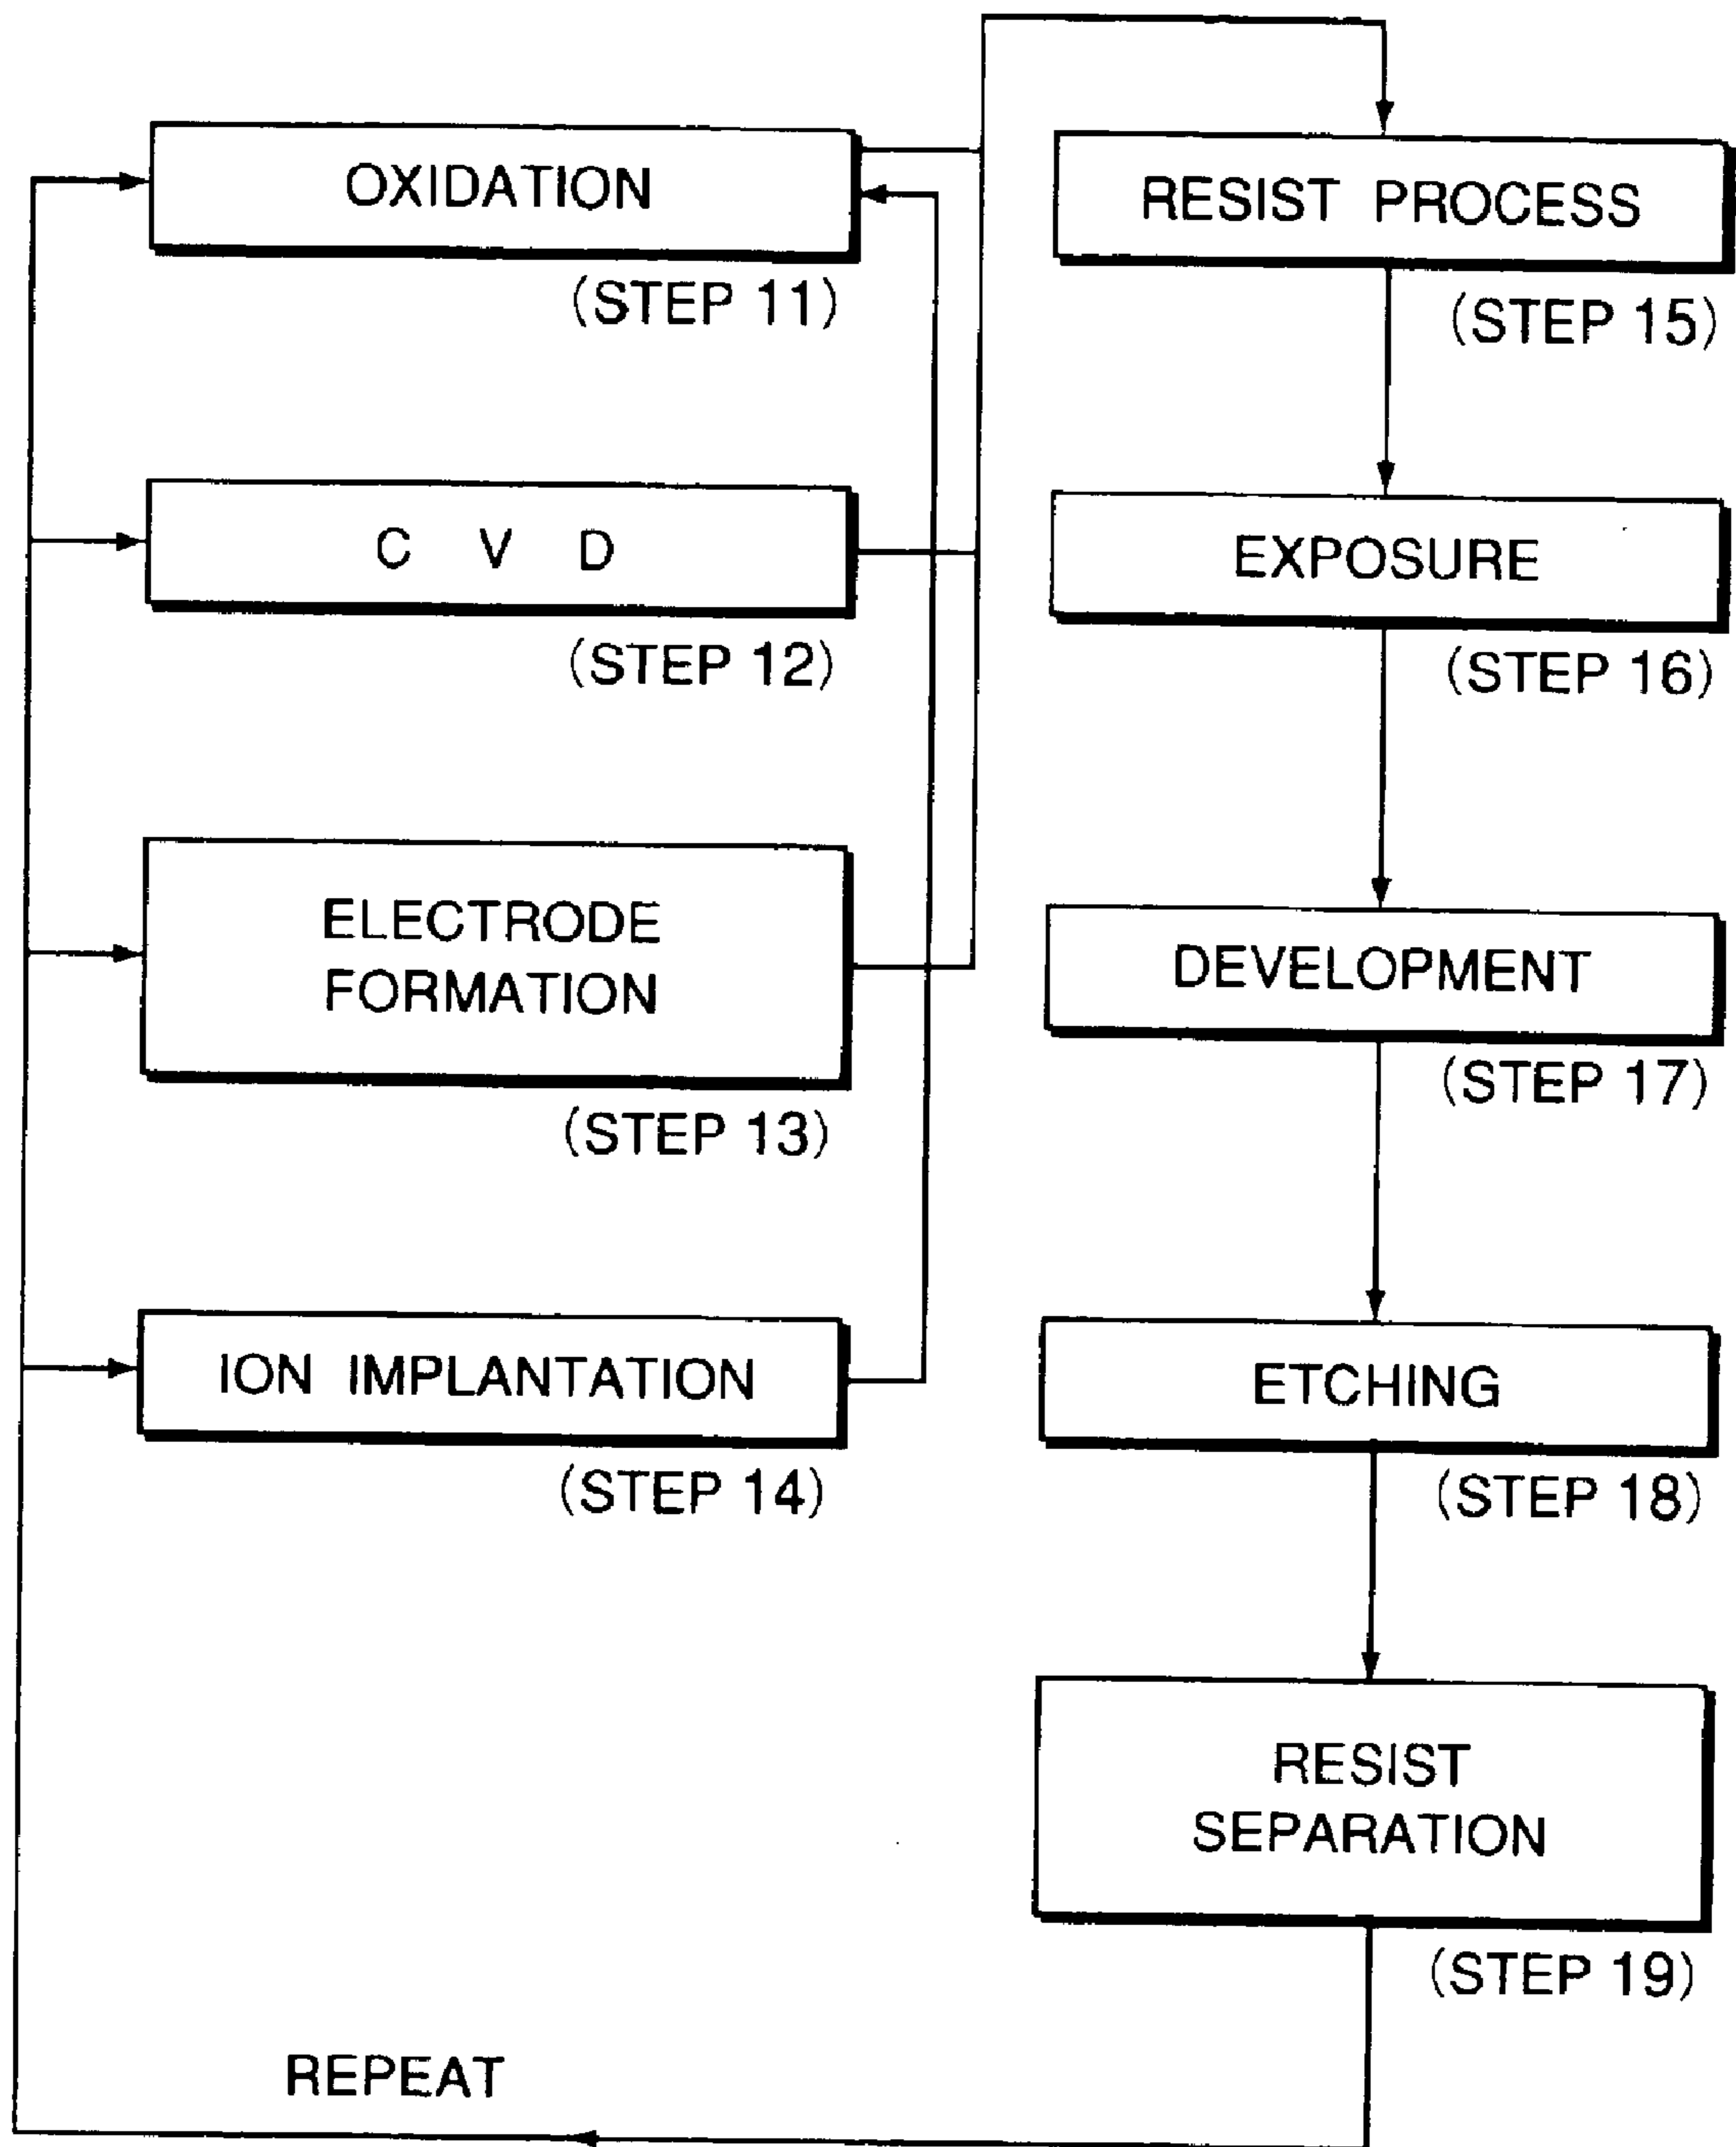 OXIDATION
(STEP 11)
C V D
(STEP 12)
ELECTRODE
FORMATION
(STEP 13)
ION IMPLANTATION
(STEP 14)
RESIST PROCESS
(STEP 15)
EXPOSURE
(STEP 16)
DEVELOPMENT
(STEP 17)
ETCHING
(STEP 18)
RESIST
SEPARATION
(STEP 19)
REPEAT